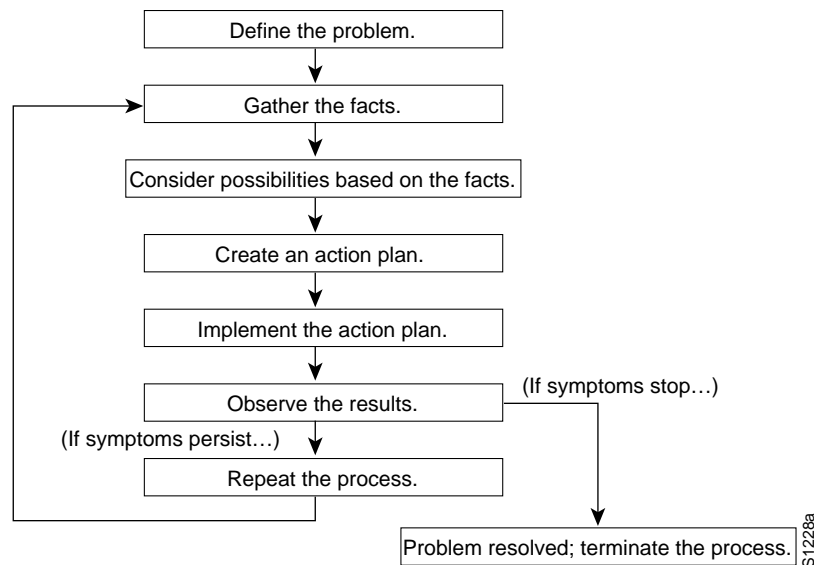 Define the problem.
Gather the facts.
Consider possibilities based on the facts.
Create an action plan.
Implement the action plan.
(If symptoms stop…)
Observe the results.
(If symptoms persist…)
Repeat the process.
Problem resolved; terminate the process.
S1228a